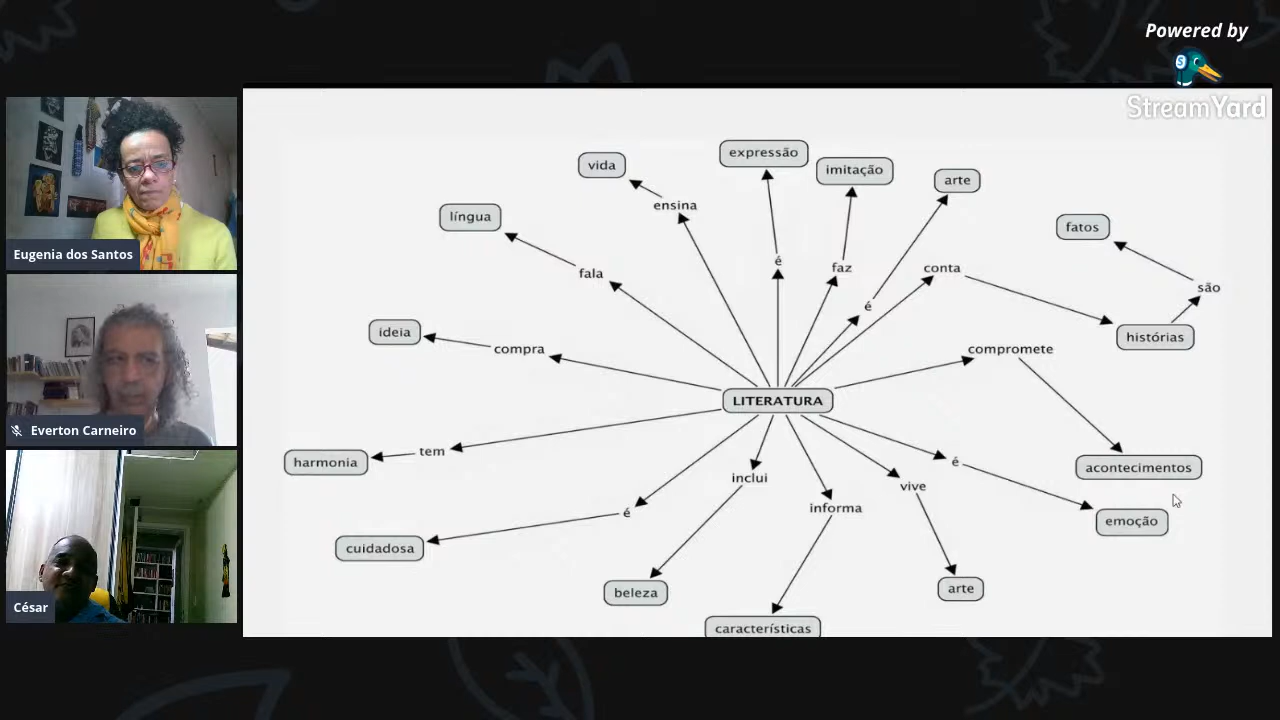 Powered by
StreamYard
Eugenia dos Santos
Everton Carneiro
César
expressão
vida
imitação
arte
ensina
língua
fatos
é
faz
conta
fala
são
é
ideia
histórias
compra
compromete
LITERATURA
tem
harmonia
é
acontecimentos
inclui
vive
informa
é
emoção
cuidadosa
beleza
arte
características